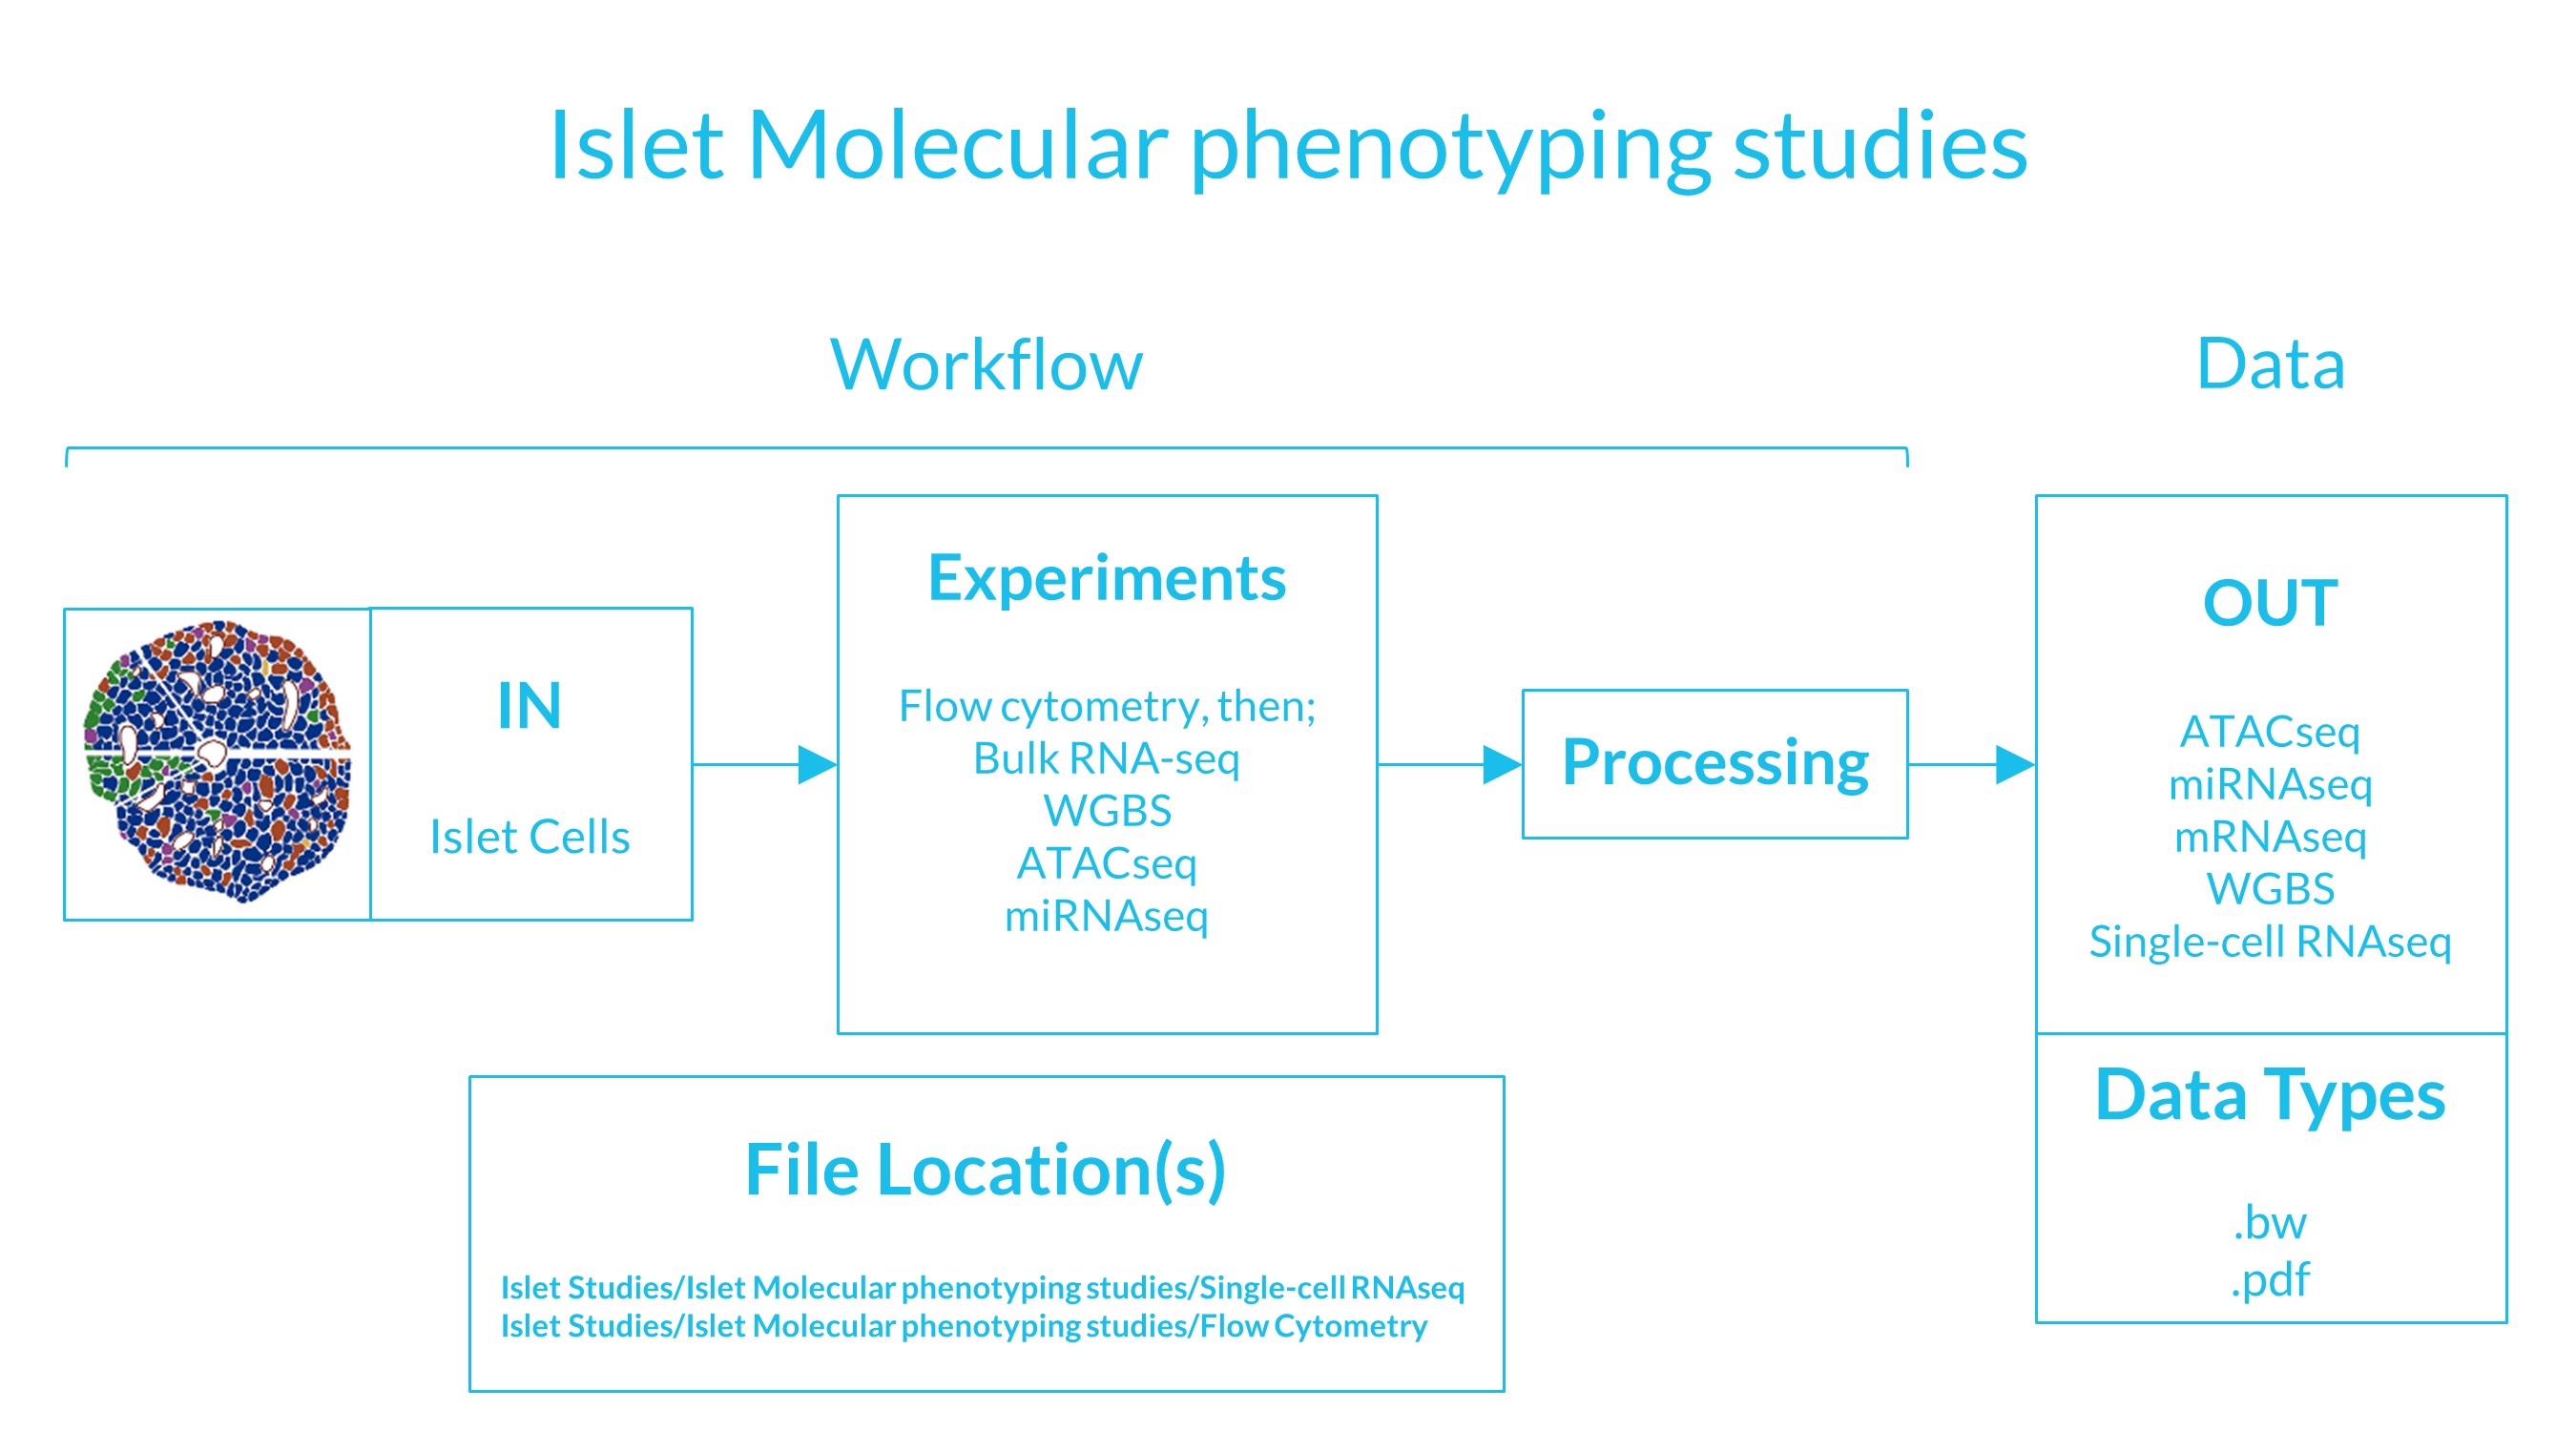 Islet Molecular phenotyping studies
Workflow
Data
IN
Islet Cells
Experiments
Flow cytometry, then;
Bulk RNA-seq
WGBS
ATACseq
miRNAseq
Processing
OUT
ATACseq
miRNAseq
mRNAseq
WGBS
Single-cell RNAseq
Data Types
.bw
.pdf
File Location(s)
Islet Studies/Islet Molecular phenotyping studies/Single-cell RNAseq
Islet Studies/Islet Molecular phenotyping studies/Flow Cytometry